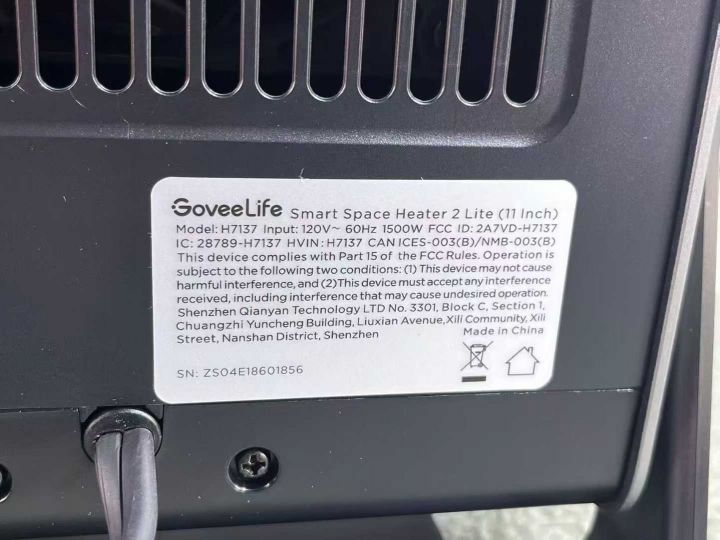 GoveeLife Smart Space Heater 2 Lite (11 Inch)
Model: H7137 Input: 120V~ 60Hz 1500W FCC ID: 2A7VD-H7137
IC: 28789-H7137 HVIN: H7137 CAN ICES-003(B)/NMB-003(B)
This device complies with Part 15 of the FCC Rules. Operation is
subject to the following two conditions: (1) This device may not cause
harmful interference, and (2)This device must accept any interference
received, including interference that may cause undesired operation.
Shenzhen Qianyan Technology LTD No. 3301, Block C, Section 1,
Chuangzhi Yuncheng Building, Liuxian Avenue,Xili Community, Xili
Street, Nanshan District, Shenzhen
Made in China
SN: ZS04E18601856